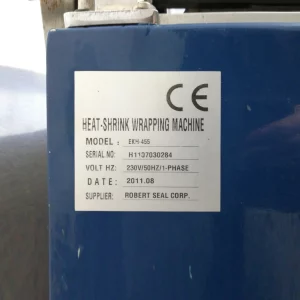 CE
HEAT-SHRINK WRAPPING MACHINE
MODEL : EKH-455
SERIAL NO: H1137030284
VOLT HZ: 230V/50HZ/1-PHASE
DATE: 2011.08
SUPPLIER: ROBERT SEAL CORP.